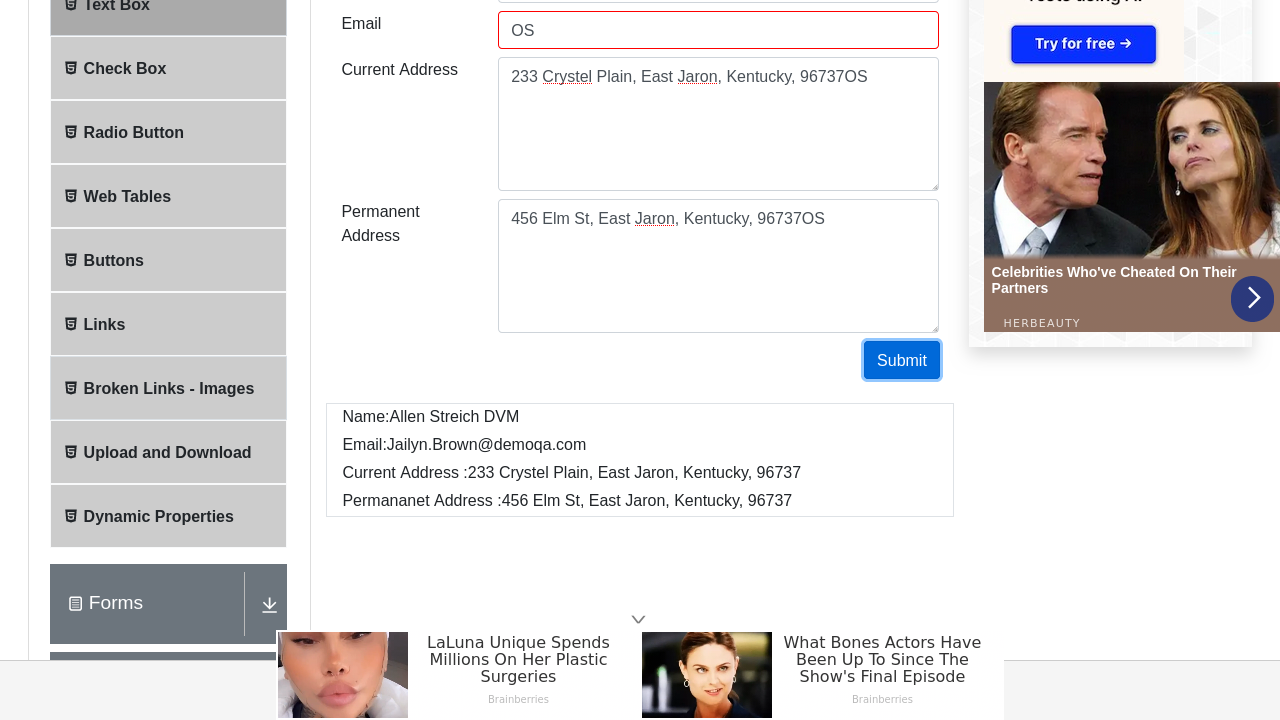 Text Box
Check Box
Radio Button
Web Tables
Buttons
Links
Broken Links - Images
Upload and Download
Dynamic Properties
Forms
Email
OS
Current Address
233 Crystel Plain, East Jaron, Kentucky, 96737OS
Permanent
Address
456 Elm St, East Jaron, Kentucky, 96737OS
Submit
Name:Allen Streich DVM
Email:Jailyn.Brown@demoqa.com
Current Address :233 Crystel Plain, East Jaron, Kentucky, 96737
Permananet Address :456 Elm St, East Jaron, Kentucky, 96737
Try for free →
Celebrities Who've Cheated On Their
Partners
HERBEAUTY
LaLuna Unique Spends
Millions On Her Plastic
Surgeries
Brainberries
What Bones Actors Have
Been Up To Since The
Show's Final Episode
Brainberries